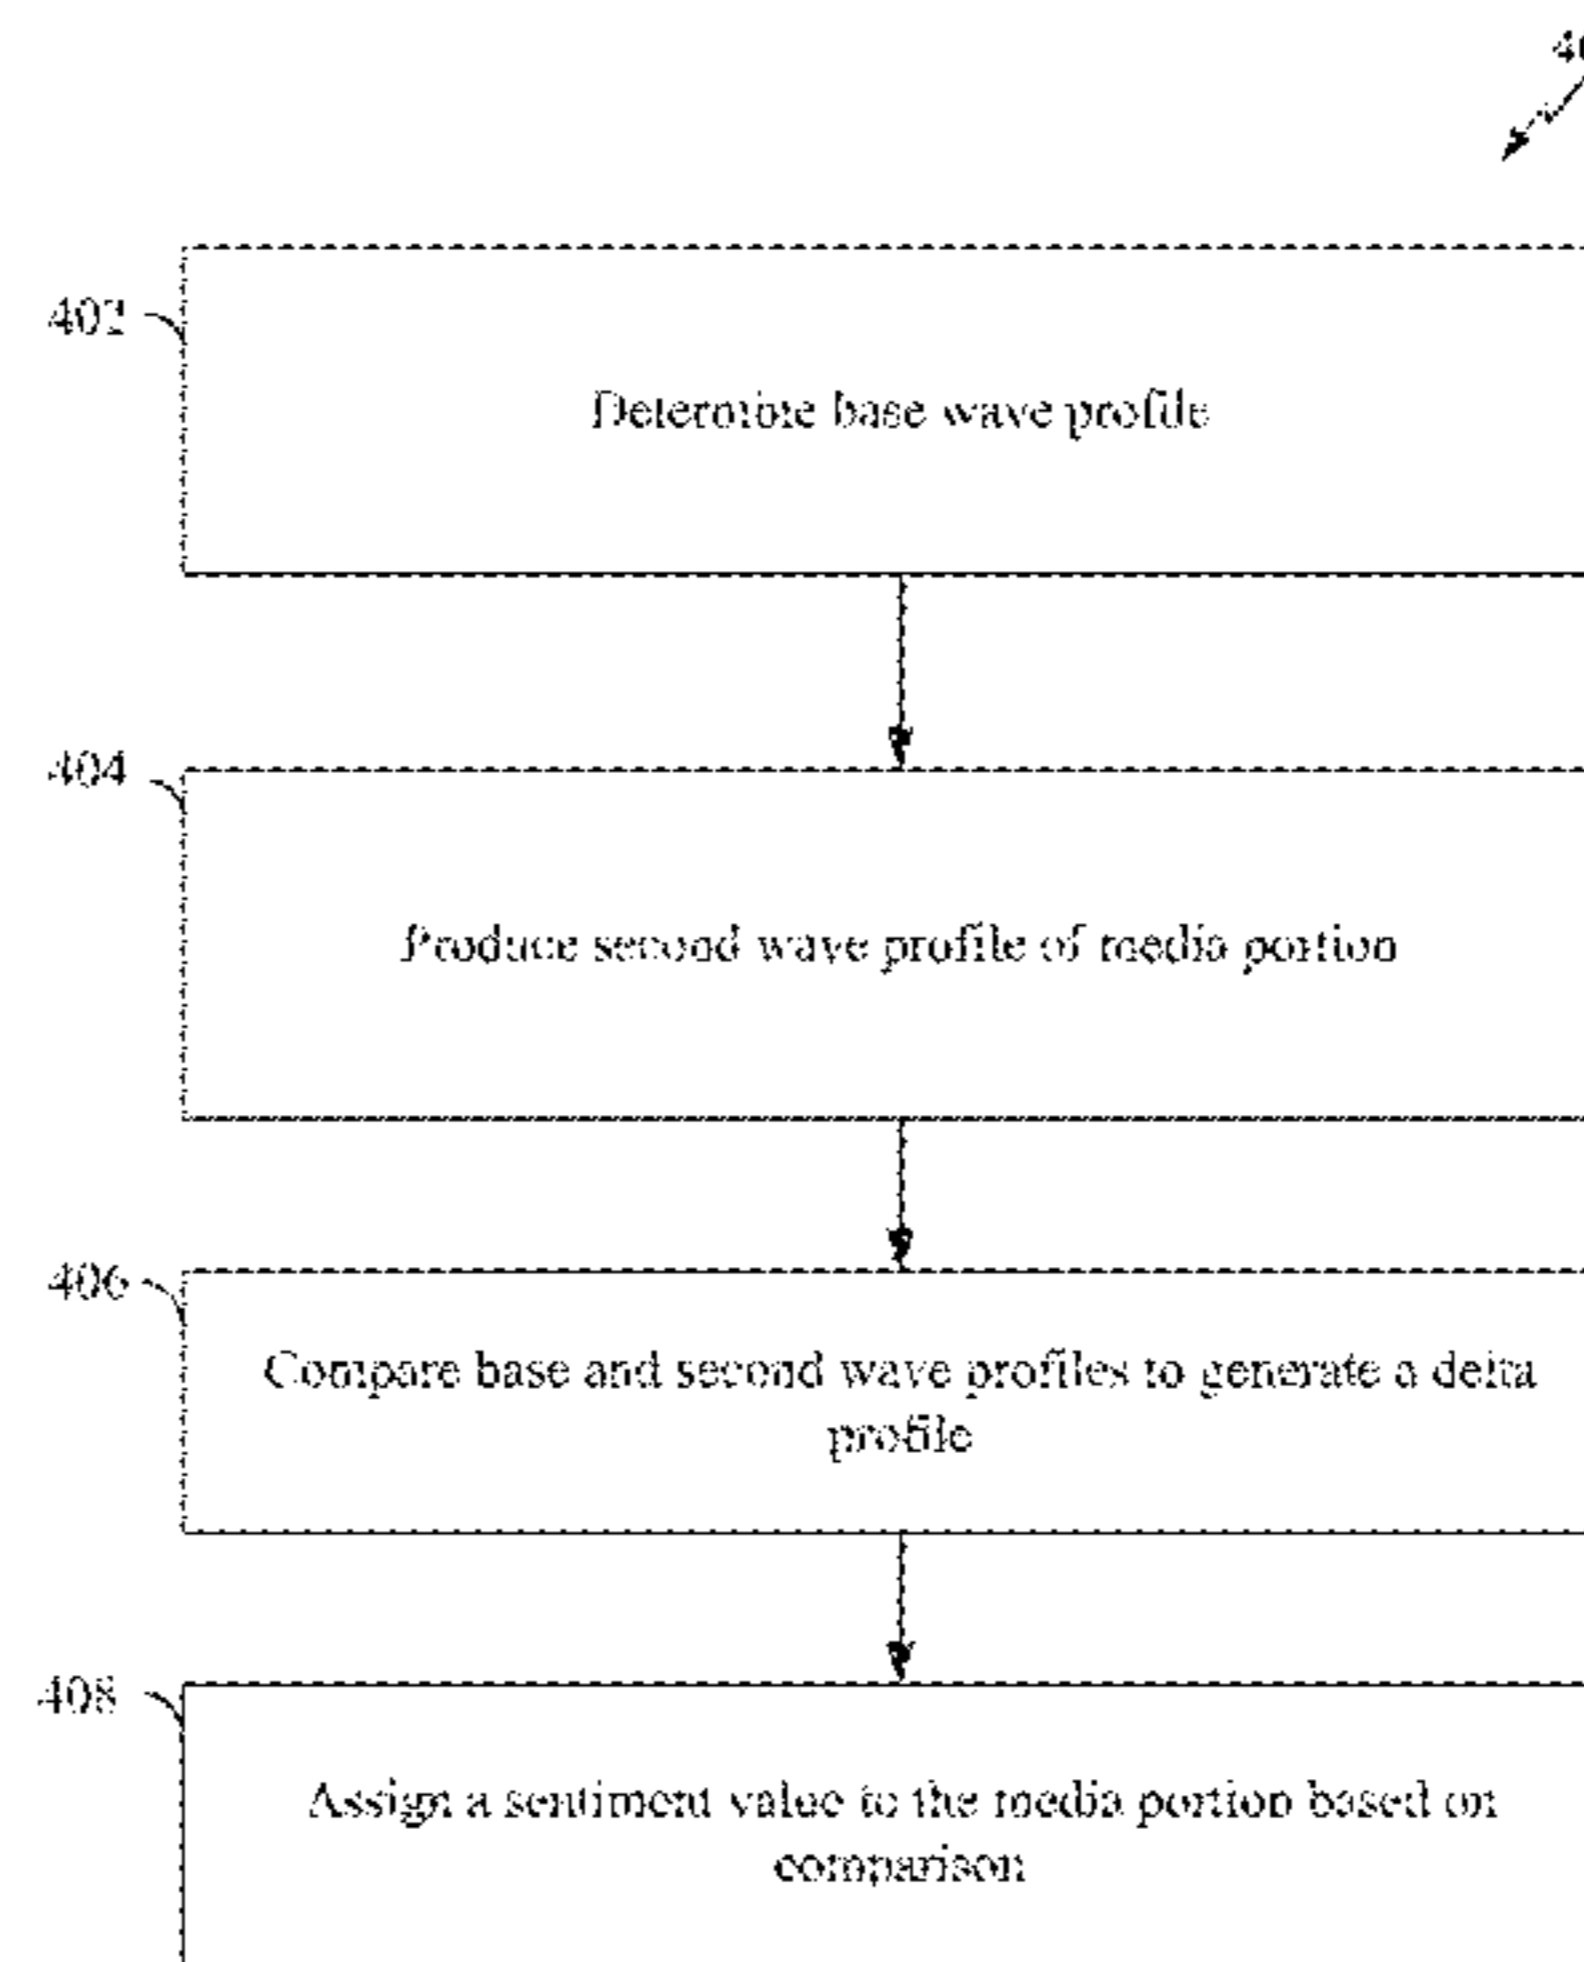 402
Determine base wave profile
404
Produce second wave profile of media portion
406
Compare base and second wave profiles to generate a delta
profile
408
Assign a sentiment value to the media portion based on
comparison